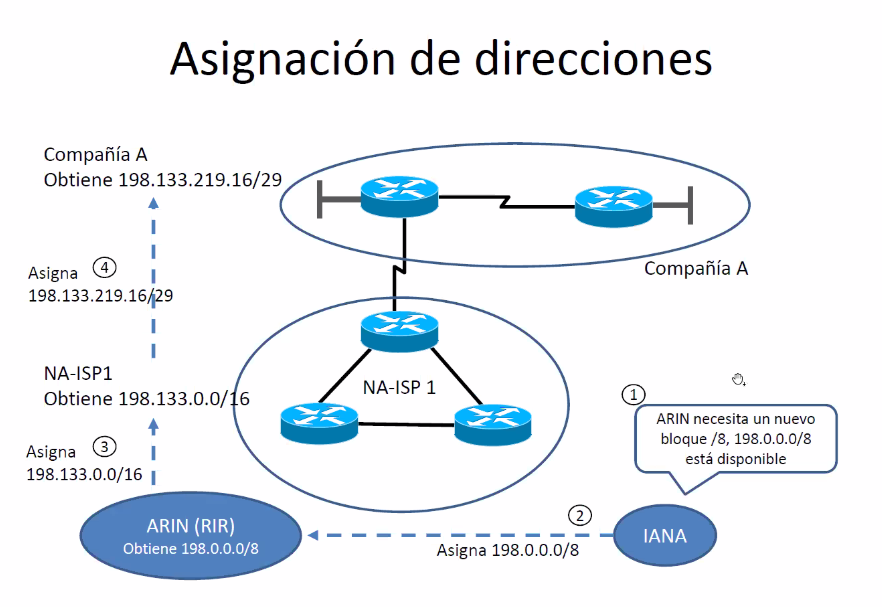 Asignación de direcciones
Compañía A
Obtiene 198.133.219.16/29
Compañía A
Asigna 4
198.133.219.16/29
NA-ISP1
Obtiene 198.133.0.0/16
NA-ISP 1
1
ARIN necesita un nuevo
bloque /8, 198.0.0.0/8
está disponible
Asigna 3
198.133.0.0/16
ARIN (RIR)
Obtiene 198.0.0.0/8
2
Asigna 198.0.0.0/8
IANA